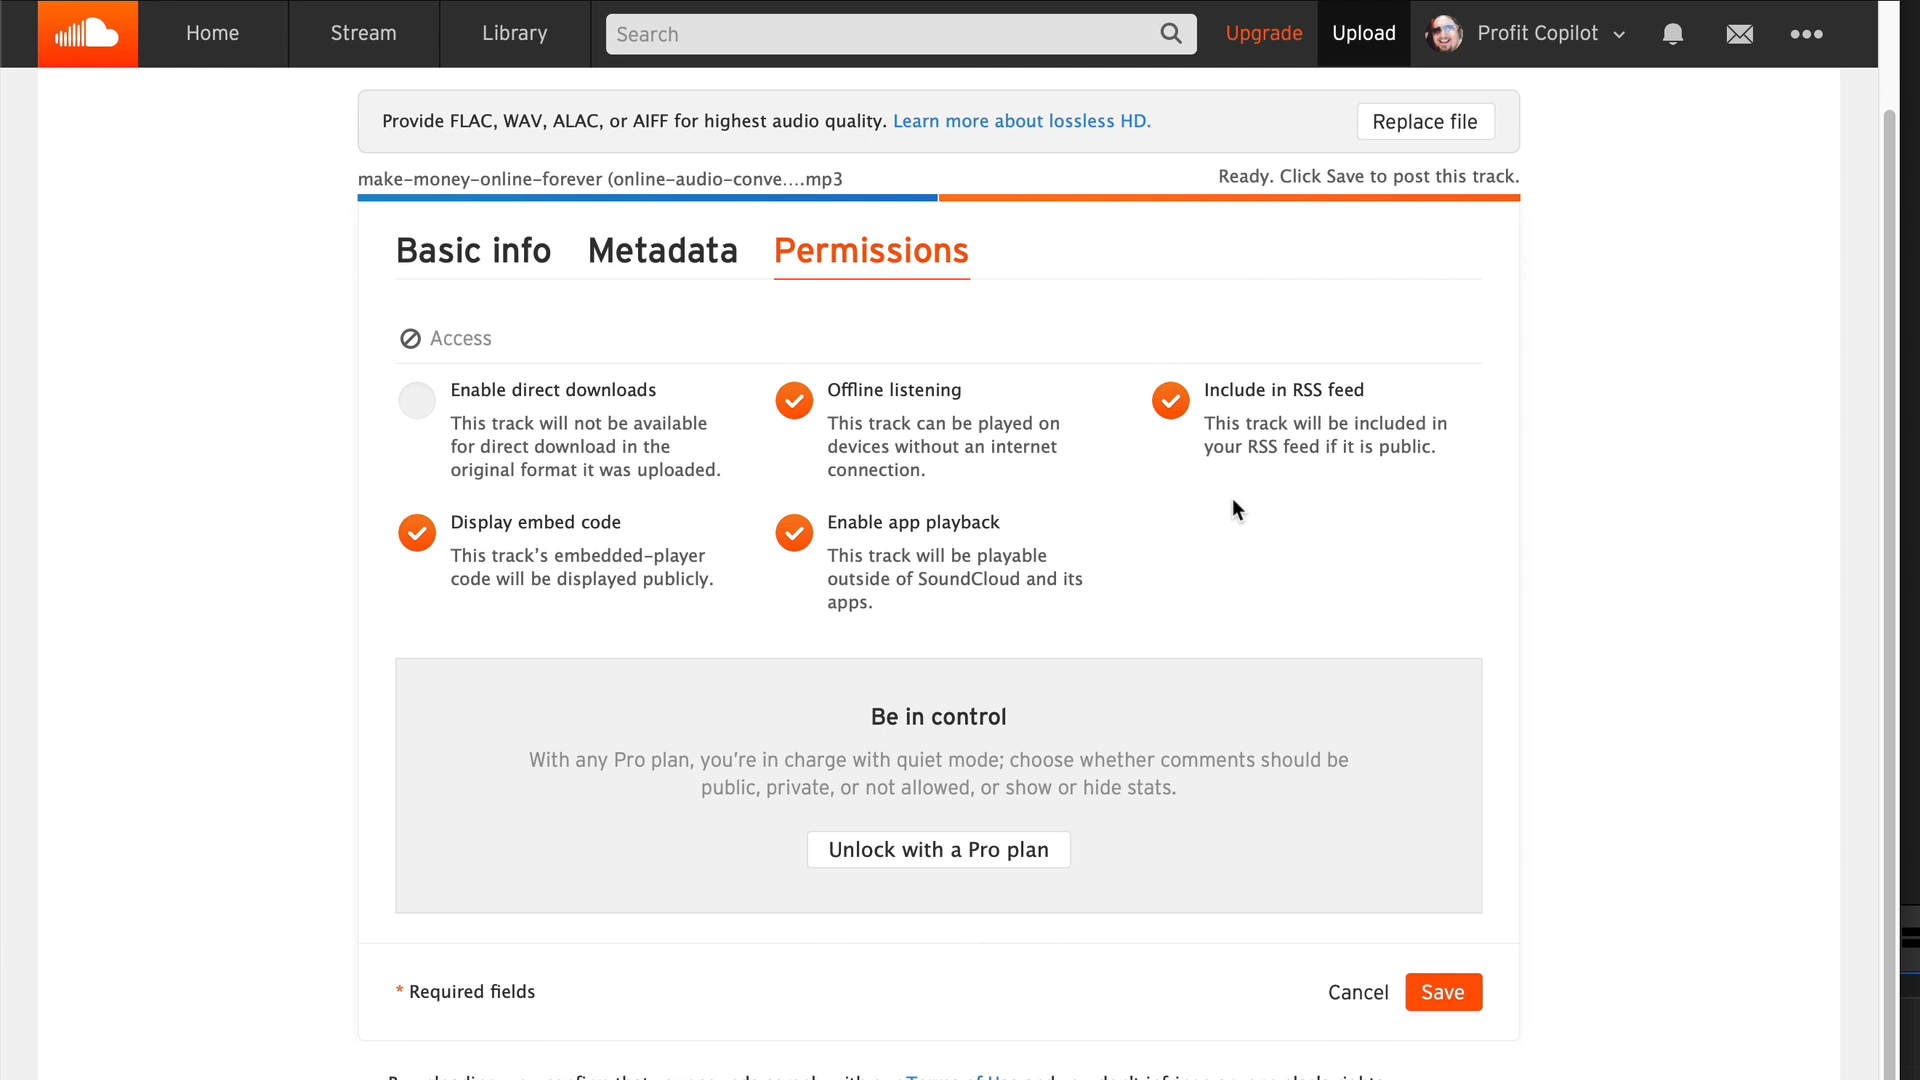 Home
Stream
Library
Search
Upgrade
Upload
Profit Copilot
Provide FLAC, WAV, ALAC, or AIFF for highest audio quality. Learn more about lossless HD.
Replace file
make-money-online-forever (online-audio-conve....mp3
Ready. Click Save to post this track.
Basic info
Metadata
Permissions
Access
Enable direct downloads
This track will not be available
for direct download in the
original format it was uploaded.
Offline listening
This track can be played on
devices without an internet
connection.
Include in RSS feed
This track will be included in
your RSS feed if it is public.
Display embed code
This track’s embedded-player
code will be displayed publicly.
Enable app playback
This track will be playable
outside of SoundCloud and its
apps.
Be in control
With any Pro plan, you’re in charge with quiet mode; choose whether comments should be
public, private, or not allowed, or show or hide stats.
Unlock with a Pro plan
* Required fields
Cancel
Save